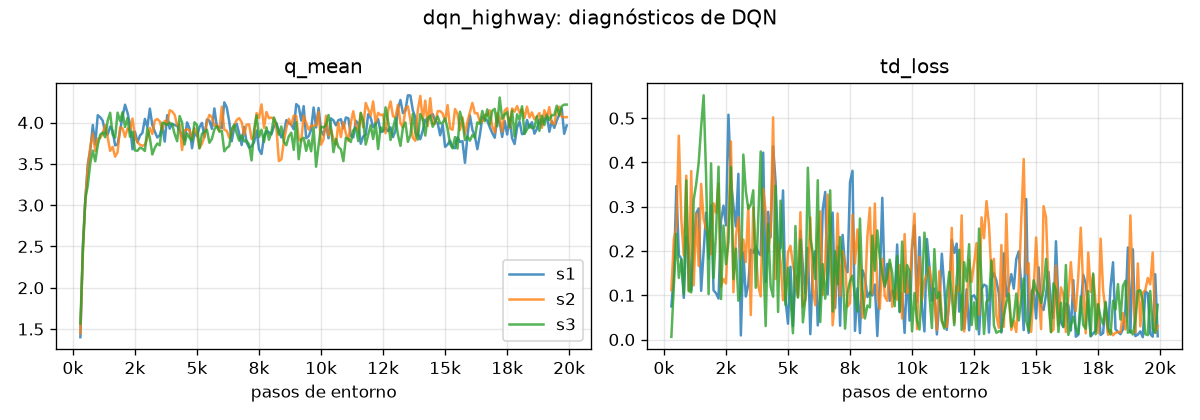 dqn_highway: diagnósticos de DQN
q_mean
4.0
3.5
3.0
2.5
2.0
1.5
s1
s2
s3
0k 2k 5k 8k 10k 12k 15k 18k 20k
pasos de entorno
td_loss
0.5
0.4
0.3
0.2
0.1
0.0
0k 2k 5k 8k 10k 12k 15k 18k 20k
pasos de entorno